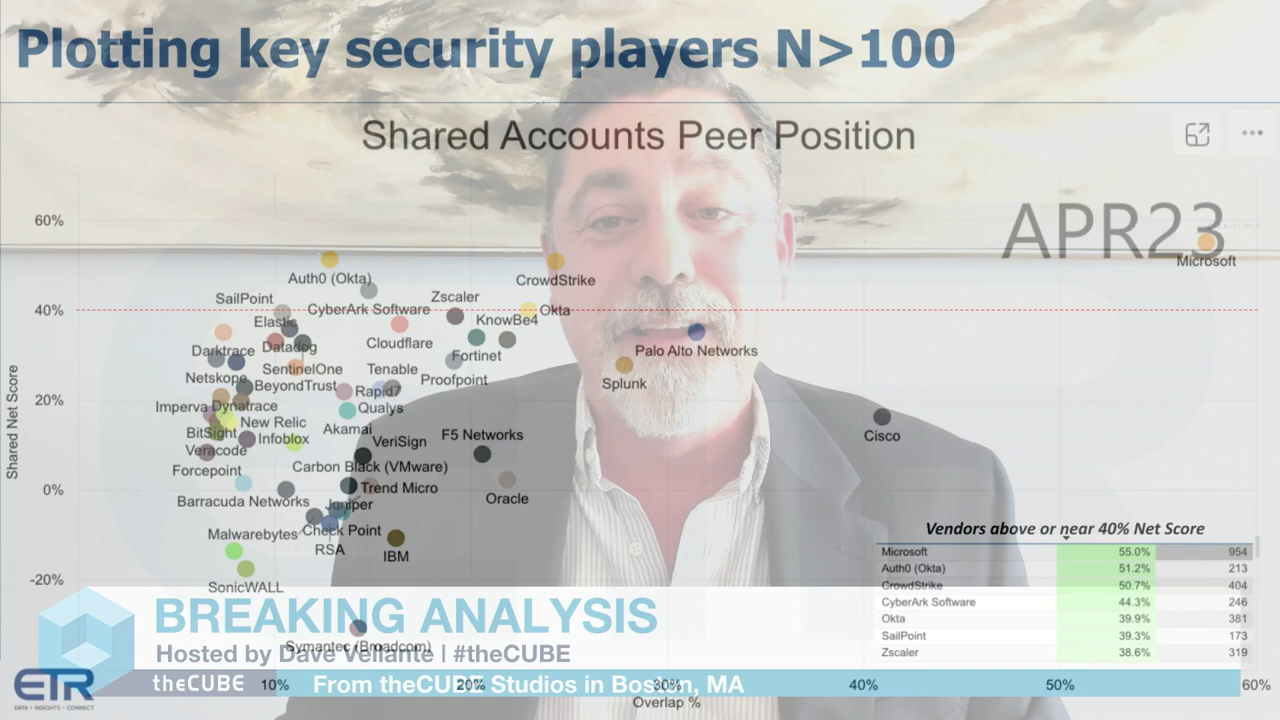 Plotting key security players N>100
Shared Accounts Peer Position
APR23
60%
Microsoft
Auth0 (Okta)
CrowdStrike
SailPoint
CyberArk Software
Zscaler
40%
Okta
Elastic
KnowBe4
Cloudflare
Darktrace
Datadog
Fortinet
Palo Alto Networks
SentinelOne
Tenable
Netskope
BeyondTrust
Proofpoint
Splunk
Rapid7
20%
Imperva
Dynatrace
Qualys
New Relic
Akamai
BitSight
Infoblox
VeriSign
F5 Networks
Cisco
Veracode
Forcepoint
Carbon Black (VMware)
0%
Trend Micro
Oracle
Barracuda Networks
Juniper
Malwarebytes
Check Point
RSA
IBM
-20%
SonicWALL
Symantec (Broadcom)
Shared Net Score
Vendors above or near 40% Net Score
Microsoft 55.0% 954
Auth0 (Okta) 51.2% 213
CrowdStrike 50.7% 404
CyberArk Software 44.3% 246
Okta 39.9% 381
SailPoint 39.3% 173
Zscaler 38.6% 319
BREAKING ANALYSIS
Hosted by Dave Vellante | #theCUBE
theCUBE
From theCUBE Studios in Boston, MA
10% 20% 30% 40% 50% 60%
Overlap %
ETR
DATA • INSIGHTS • CONNECT